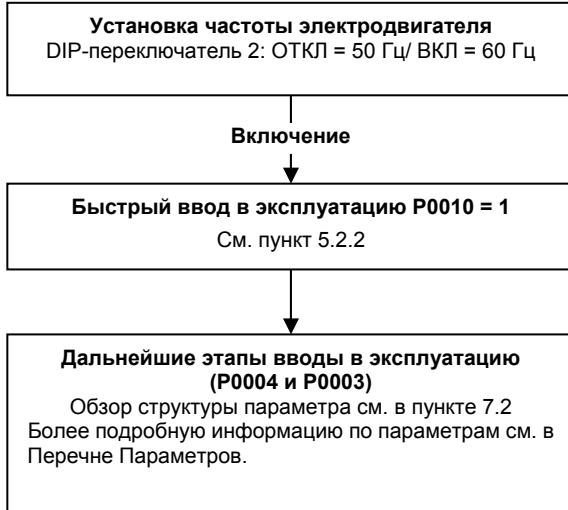 Установка частоты электродвигателя
DIP-переключатель 2: ОТКЛ = 50 Гц/ ВКЛ = 60 Гц
Включение
Быстрый ввод в эксплуатацию P0010 = 1
См. пункт 5.2.2
Дальнейшие этапы вводы в эксплуатацию
(P0004 и P0003)
Обзор структуры параметра см. в пункте 7.2
Более подробную информацию по параметрам см. в
Перечне Параметров.